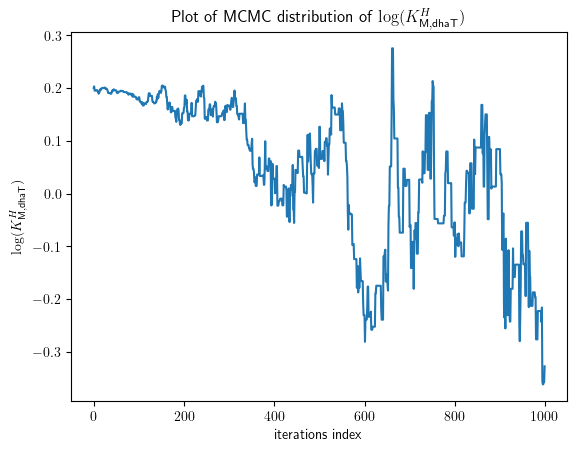 Plot of MCMC distribution of log(K^H_M,dhaT)
0.3
0.2
0.1
0.0
−0.1
−0.2
−0.3
log(K^H_M,dhaT)
0 200 400 600 800 1000
iterations index